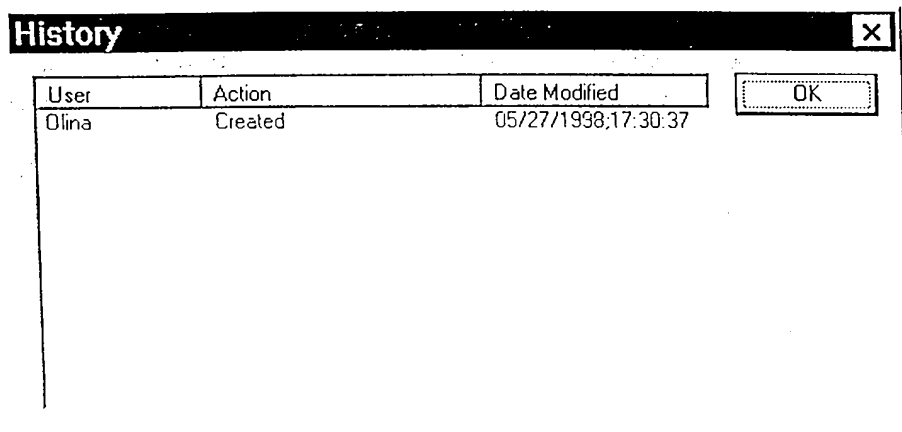 History
User Action Date Modified OK
Olina Created 05/27/1998;17:30:37